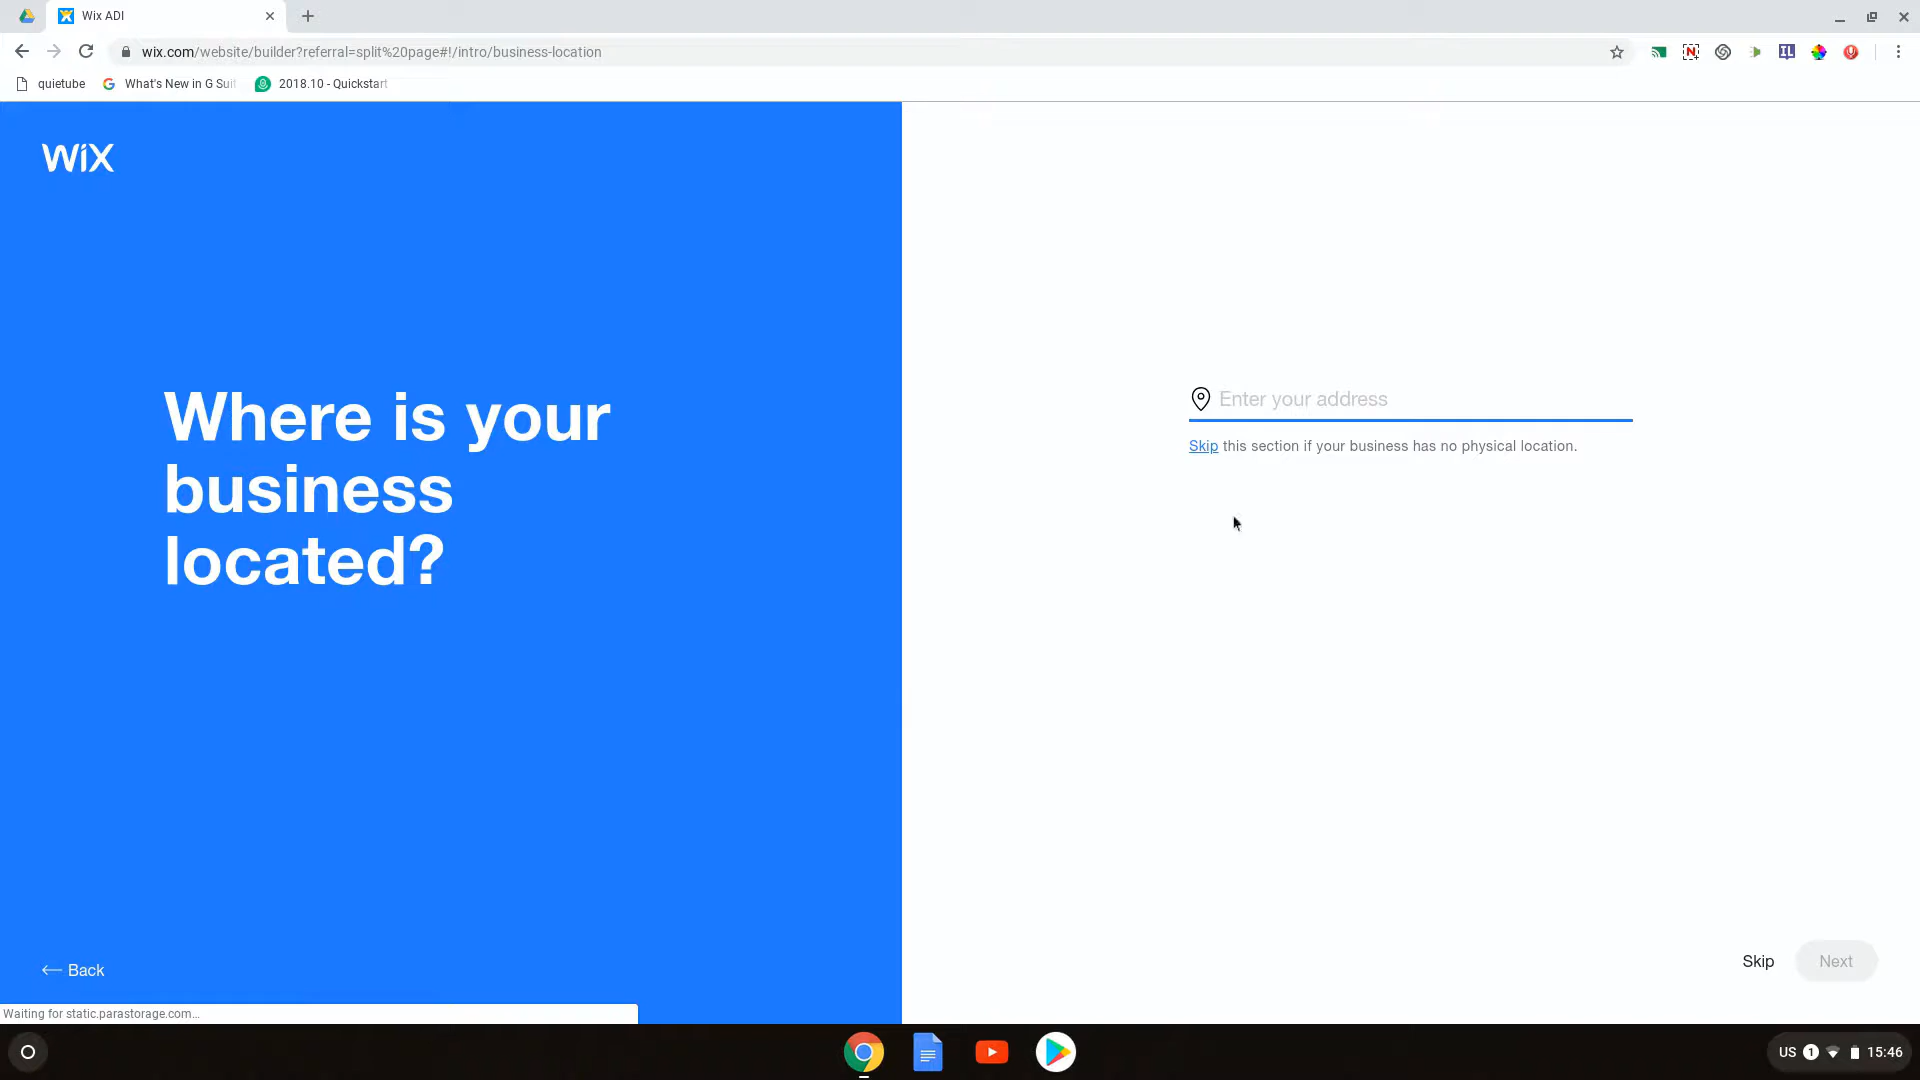 Wix ADI
wix.com/website/builder?referral=split%20page#!/intro/business-location
quietube
What's New in G Suit
2018.10 - Quickstart
WiX
Where is your
business
located?
Enter your address
Skip this section if your business has no physical location.
Back
Skip
Next
Waiting for static.parastorage.com...
US 1 15:46